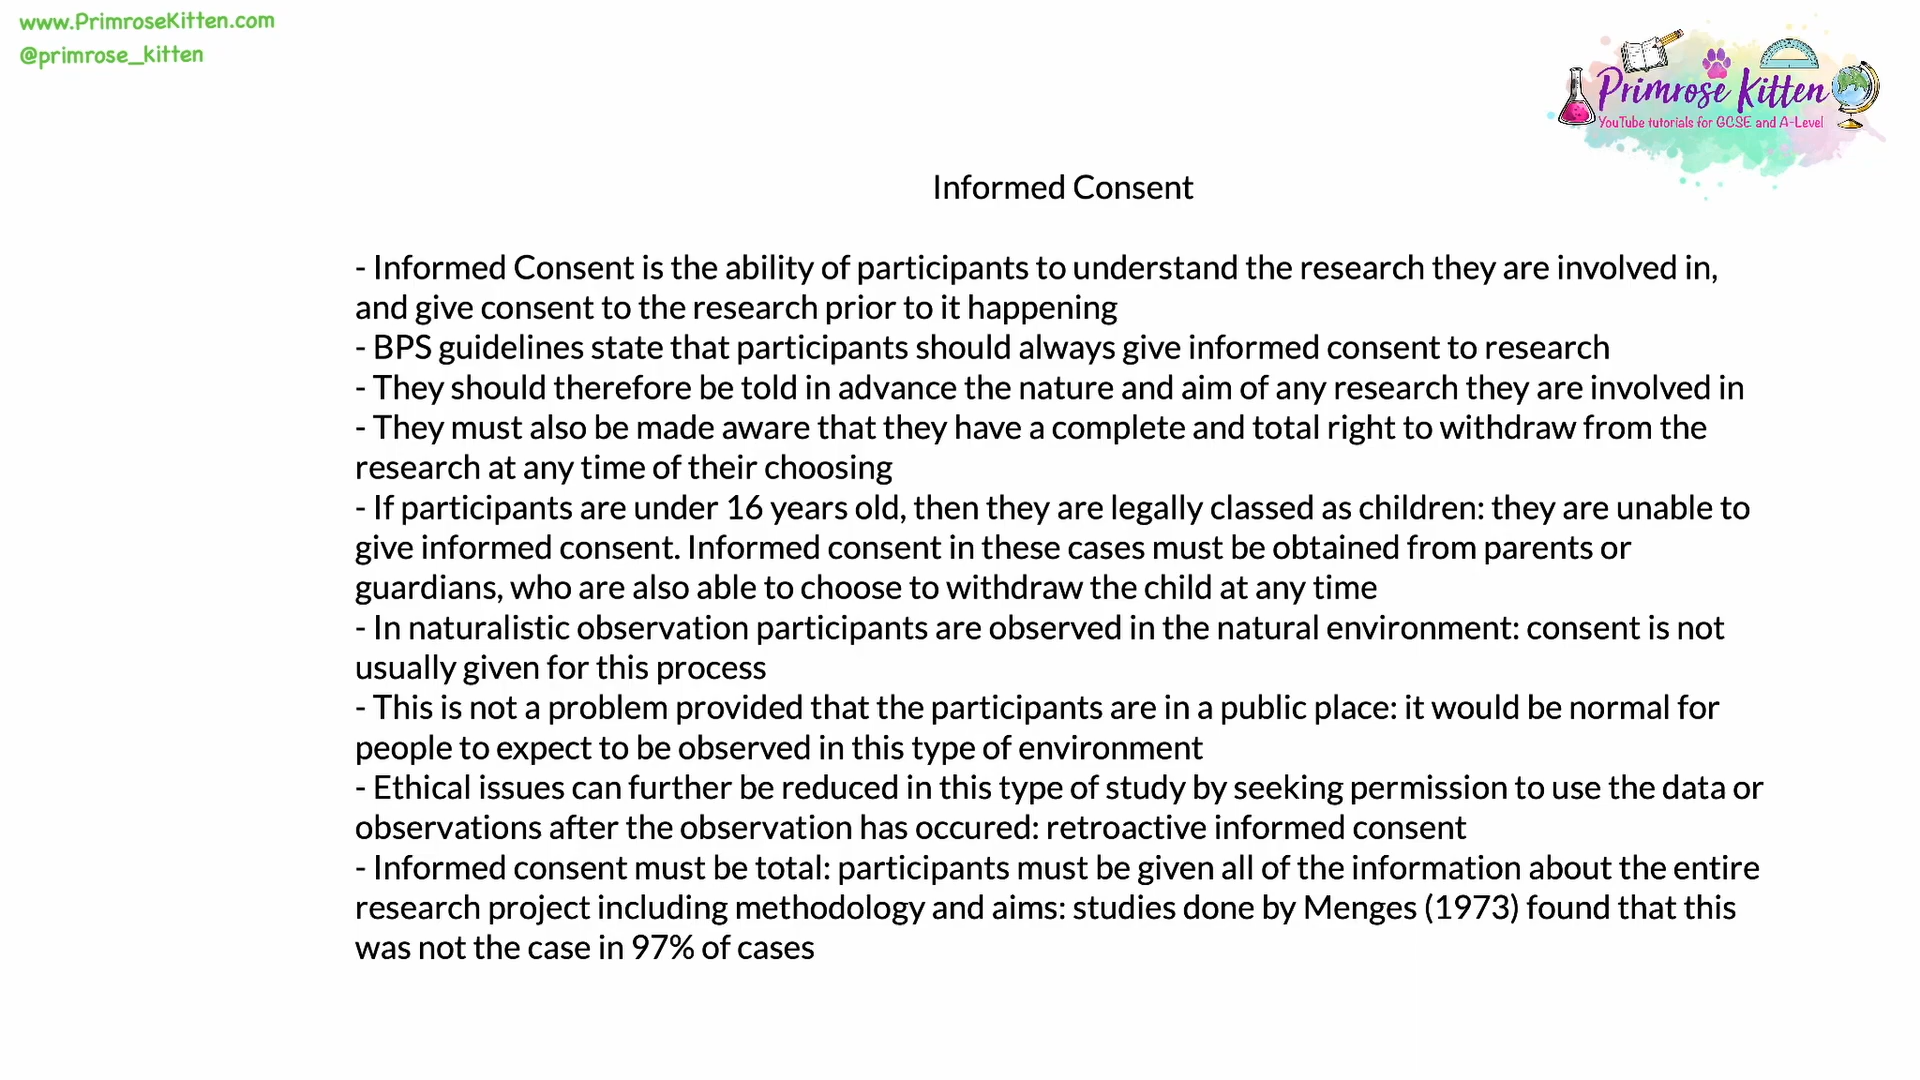 www.PrimroseKitten.com
@primrose_kitten
Primrose Kitten
YouTube tutorials for GCSE and A-Level
Informed Consent
- Informed Consent is the ability of participants to understand the research they are involved in,
and give consent to the research prior to it happening
- BPS guidelines state that participants should always give informed consent to research
- They should therefore be told in advance the nature and aim of any research they are involved in
- They must also be made aware that they have a complete and total right to withdraw from the
research at any time of their choosing
- If participants are under 16 years old, then they are legally classed as children: they are unable to
give informed consent. Informed consent in these cases must be obtained from parents or
guardians, who are also able to choose to withdraw the child at any time
- In naturalistic observation participants are observed in the natural environment: consent is not
usually given for this process
- This is not a problem provided that the participants are in a public place: it would be normal for
people to expect to be observed in this type of environment
- Ethical issues can further be reduced in this type of study by seeking permission to use the data or
observations after the observation has occured: retroactive informed consent
- Informed consent must be total: participants must be given all of the information about the entire
research project including methodology and aims: studies done by Menges (1973) found that this
was not the case in 97% of cases